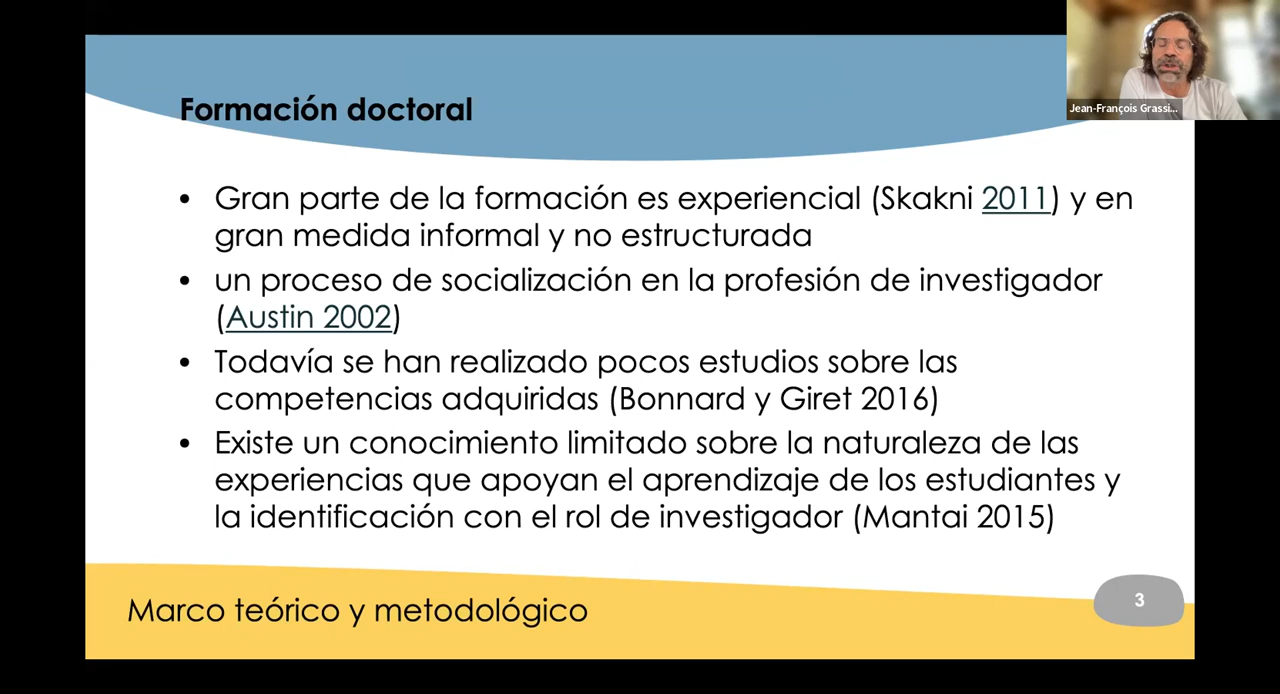 Jean-François Grassi...
Formación doctoral
• Gran parte de la formación es experiencial (Skakni 2011) y en
gran medida informal y no estructurada
• un proceso de socialización en la profesión de investigador
(Austin 2002)
• Todavía se han realizado pocos estudios sobre las
competencias adquiridas (Bonnard y Giret 2016)
• Existe un conocimiento limitado sobre la naturaleza de las
experiencias que apoyan el aprendizaje de los estudiantes y
la identificación con el rol de investigador (Mantai 2015)
Marco teórico y metodológico
3